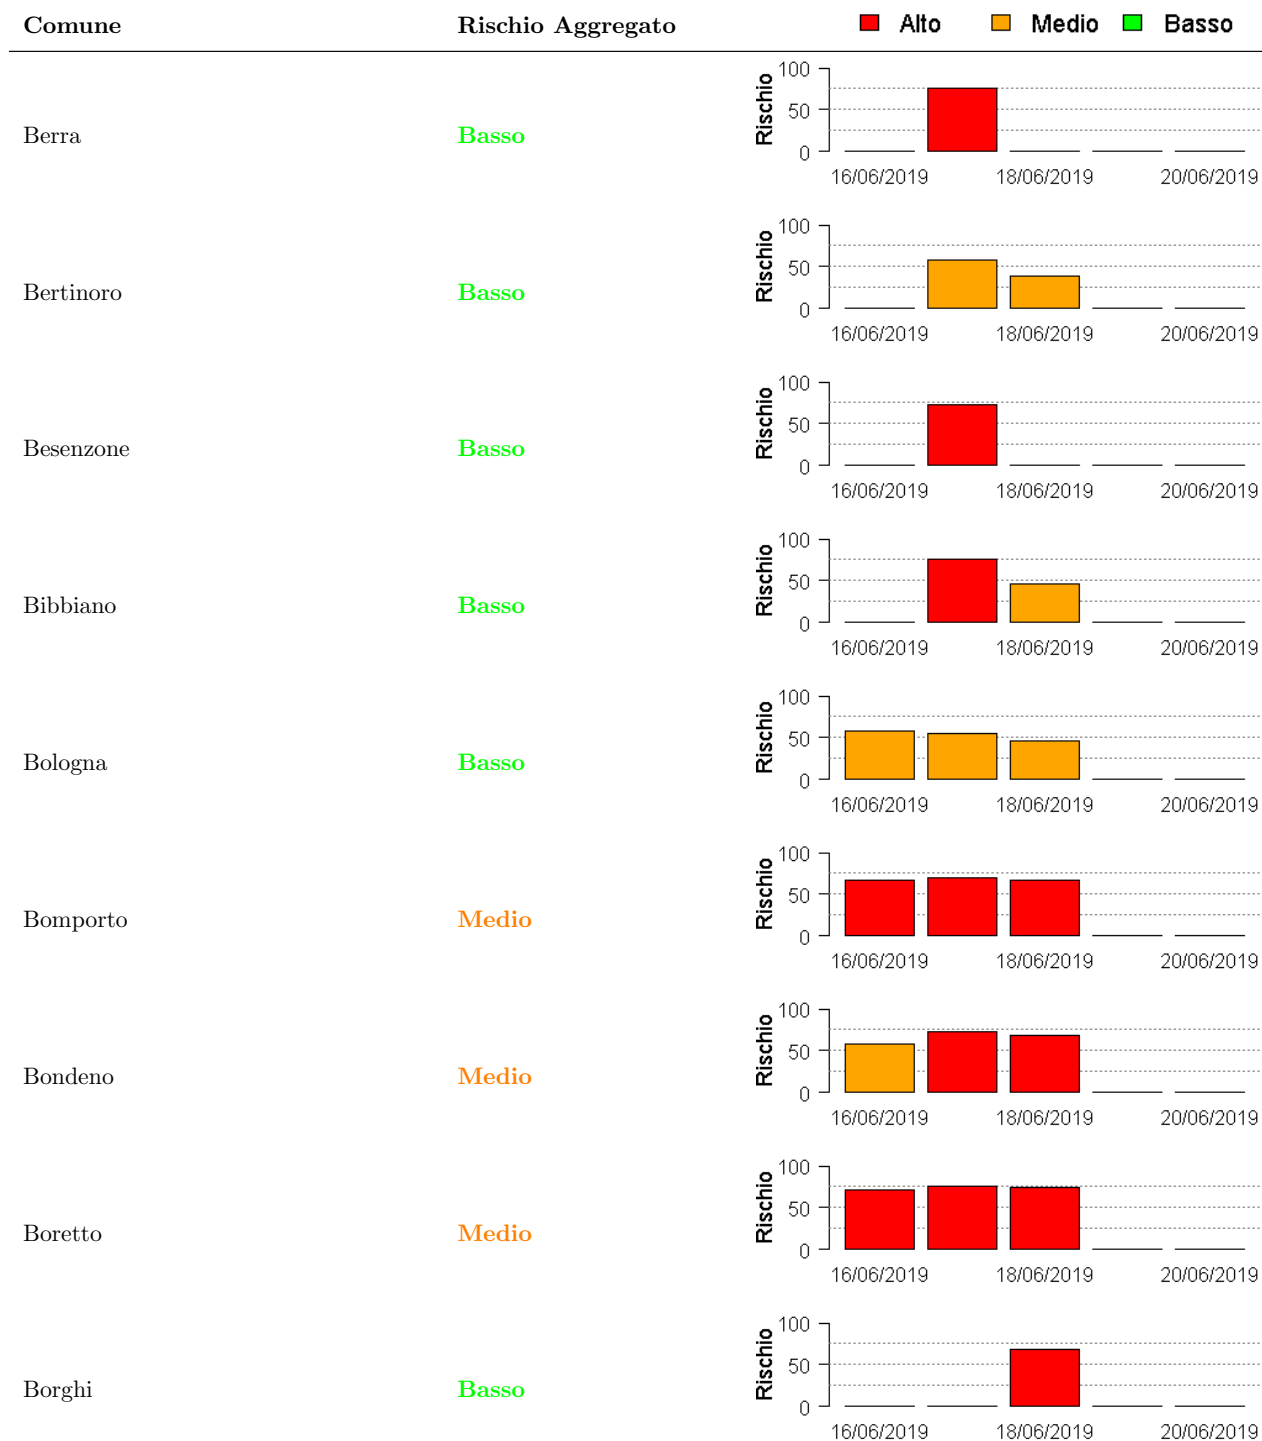 Comune Rischio Aggregato Alto Medio Basso
Berra Basso Rischio 100 50 0
16/06/2019 18/06/2019 20/06/2019
Bertinoro Basso Rischio 100 50 0
16/06/2019 18/06/2019 20/06/2019
Besenzone Basso Rischio 100 50 0
16/06/2019 18/06/2019 20/06/2019
Bibbiano Basso Rischio 100 50 0
16/06/2019 18/06/2019 20/06/2019
Bologna Basso Rischio 100 50 0
16/06/2019 18/06/2019 20/06/2019
Bomporto Medio Rischio 100 50 0
16/06/2019 18/06/2019 20/06/2019
Bondeno Medio Rischio 100 50 0
16/06/2019 18/06/2019 20/06/2019
Boretto Medio Rischio 100 50 0
16/06/2019 18/06/2019 20/06/2019
Borghi Basso Rischio 100 50 0
16/06/2019 18/06/2019 20/06/2019